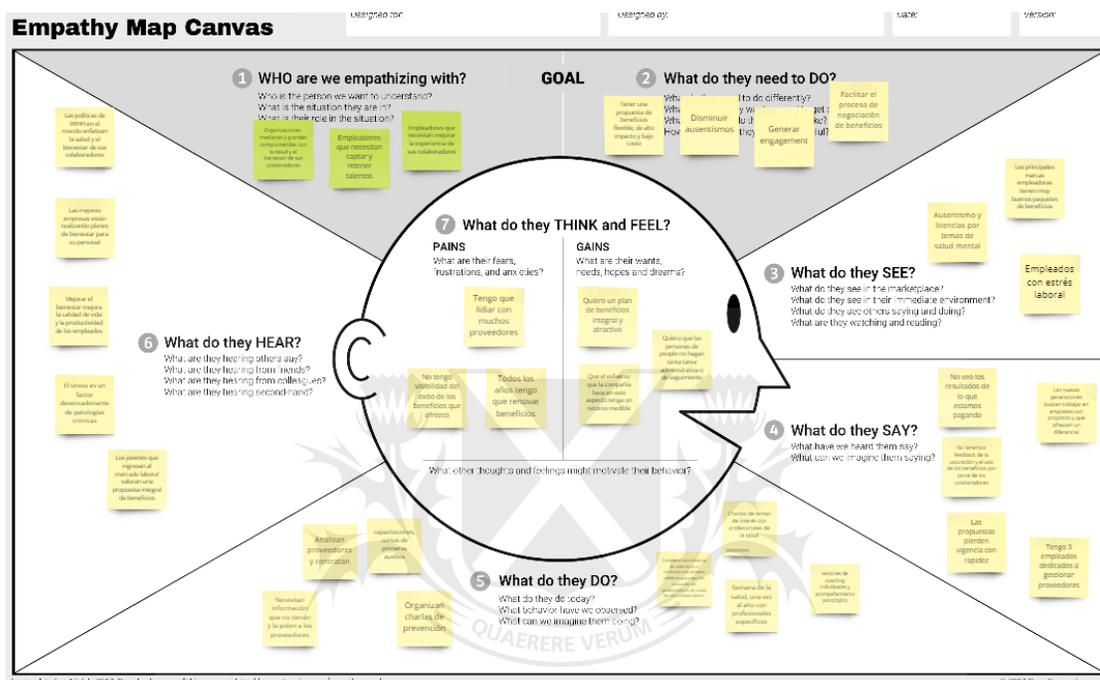 Designed for:
Designed by:
Date:
Version:
Empathy Map Canvas
1 WHO are we empathizing with?
Who is the person we want to understand?
What is the situation they are in?
What is their role in the situation?
Organizaciones
medianas y grandes
comprometidas con
la salud y el
bienestar de sus
colaboradores
Empleadores
que necesitan
captar y
retener
talentos
Empleadores que
necesitan mejorar
la experiencia de
sus colaboradores
GOAL
2 What do they need to DO?
to do differently?
Tener una
propuesta de
beneficios
flexible, de alto
impacto y bajo
costo
Disminuir
ausentismos
Generar
engagement
Facilitar el
proceso de
negociación
de beneficios
Las políticas de
RRHH en el
mundo enfatizan
la salud y el
bienestar de sus
colaboradores
Las mejores
empresas están
realizando planes
de bienestar para
su personal
Mejorar el
bienestar mejora
la calidad de vida
y la productividad
de los empleados
El stress es un
factor
desencadenante
de patologías
crónicas
Los jóvenes que
ingresan al
mercado laboral
valoran una
propuesta integral
de beneficios
6 What do they HEAR?
What are they hearing others say?
What are they hearing from friends?
What are they hearing from colleagues?
What are they hearing second-hand?
7 What do they THINK and FEEL?
PAINS
What are their fears,
frustrations, and anxieties?
Tengo que
lidiar con
muchos
proveedores
No tengo
visibilidad del
éxito de los
beneficios que
ofrezco
Todos los
años tengo
que renovar
beneficios
GAINS
What are their wants,
needs, hopes and dreams?
Quiero un plan
de beneficios
integral y
atractivo
Quiero que las
personas de
people no hagan
tanta tarea
administrativa o
de seguimiento
Que el esfuerzo
que la compañía
hace en este
aspecto tenga un
retorno medible
What other thoughts and feelings might motivate their behavior?
3 What do they SEE?
What do they see in the marketplace?
What do they see in their immediate environment?
What do they see others saying and doing?
What are they watching and reading?
Ausentismo y
licencias por
temas de
salud mental
Las principales
marcas
empleadoras
tienen muy
buenos paquetes
de beneficios
Empleados
con estrés
laboral
4 What do they SAY?
What have we heard them say?
What can we imagine them saying?
No veo los
resultados de
lo que
estamos
pagando
Las nuevas
generaciones
buscan trabajar en
empresas con
propósito y que
ofrezcan un
diferencial
No tenemos
feedback de la
valoración y el uso
de los beneficios por
parte de los
colaboradores
Las
propuestas
pierden
vigencia con
rapidez
Tengo 3
empleados
dedicados a
gestionar
proveedores
5 What do they DO?
What do they do today?
What behavior have we observed?
What can we imagine them doing?
Analizan
proveedores
y contratan
capacitaciones,
cursos de
primeros
auxilios
Necesitan
información
que no tienen
y la piden a los
proveedores
Organizan
charlas de
prevención
Charlas de temas
de interés con
profesionales de
la salud
Semana de la
salud, una vez
al año con
profesionales
específicos
sesiones de
coaching
individuales y
acompañamiento
psicológico
QUAERERE VERUM